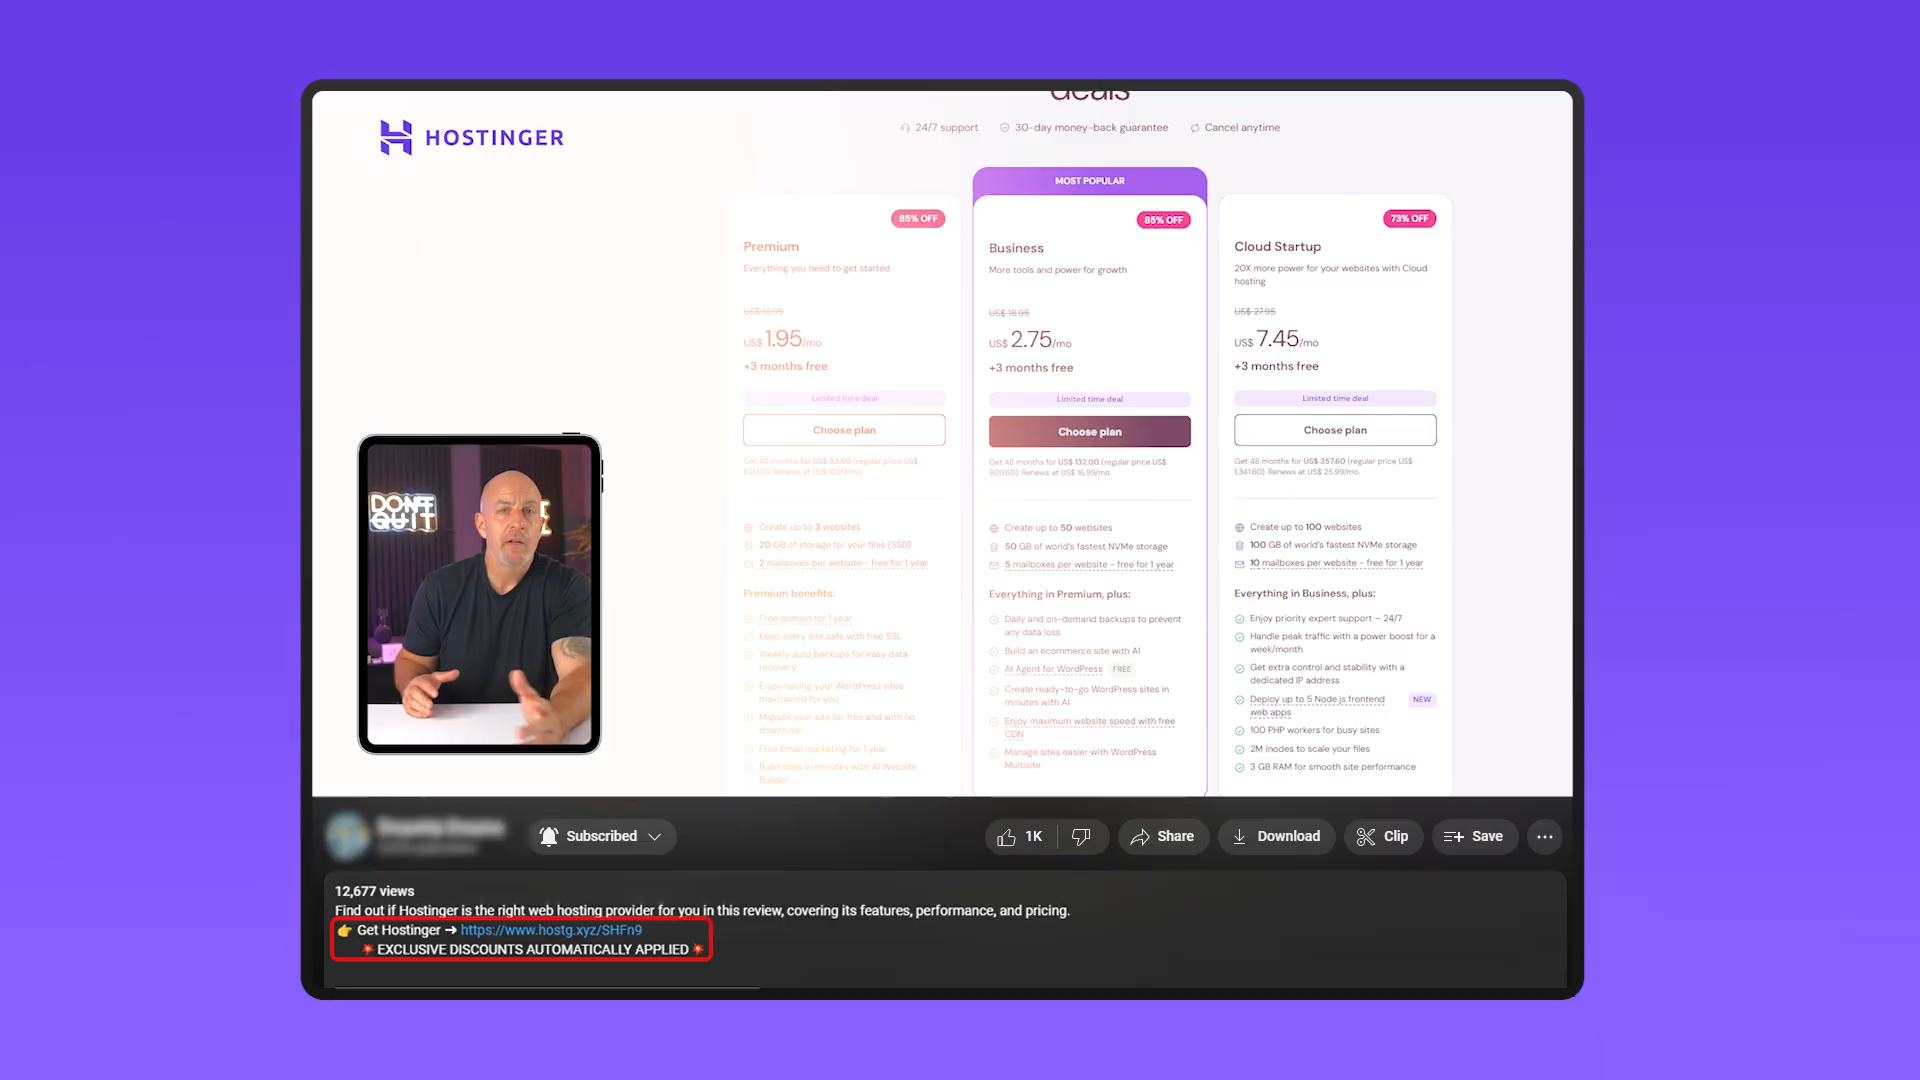 deals
HOSTINGER
24/7 support
30-day money-back guarantee
Cancel anytime
MOST POPULAR
85% OFF
Premium
Everything you need to get started
US$ 12.95
US$ 1.95/mo
+3 months free
Limited time deal
Choose plan
Get 48 months for US$ 93.60 (regular price US$
621.60). Renews at US$ 10.99/mo.
Create up to 3 websites
20 GB of storage for your files (SSD)
2 mailboxes per website - free for 1 year
Premium benefits:
Free domain for 1 year
Keep every site safe with free SSL
Weekly auto backups for easy data
recovery
Enjoy having your WordPress sites
maintained for you
Migrate your site for free and with no
downtime
Free Email marketing for 1 year
Build sites in minutes with AI Website
Builder
85% OFF
Business
More tools and power for growth
US$ 18.95
US$ 2.75/mo
+3 months free
Limited time deal
Choose plan
Get 48 months for US$ 132.00 (regular price US$
909.60). Renews at US$ 16.99/mo.
Create up to 50 websites
50 GB of world's fastest NVMe storage
5 mailboxes per website - free for 1 year
Everything in Premium, plus:
Daily and on-demand backups to prevent
any data loss
Build an ecommerce site with AI
AI Agent for WordPress FREE
Create ready-to-go WordPress sites in
minutes with AI
Enjoy maximum website speed with free
CDN
Manage sites easier with WordPress
Multisite
73% OFF
Cloud Startup
20X more power for your websites with Cloud
hosting
US$ 27.95
US$ 7.45/mo
+3 months free
Limited time deal
Choose plan
Get 48 months for US$ 357.60 (regular price US$
1,341.60). Renews at US$ 25.99/mo.
Create up to 100 websites
100 GB of world's fastest NVMe storage
10 mailboxes per website - free for 1 year
Everything in Business, plus:
Enjoy priority expert support – 24/7
Handle peak traffic with a power boost for a
week/month
Get extra control and stability with a
dedicated IP address
Deploy up to 5 Node.js frontend NEW
web apps
100 PHP workers for busy sites
2M inodes to scale your files
3 GB RAM for smooth site performance
DON'T
QUIT
Subscribed
1K
Share
Download
Clip
Save
12,677 views
Find out if Hostinger is the right web hosting provider for you in this review, covering its features, performance, and pricing.
👉 Get Hostinger ➜ https://www.hostg.xyz/SHFn9
💥 EXCLUSIVE DISCOUNTS AUTOMATICALLY APPLIED 💥